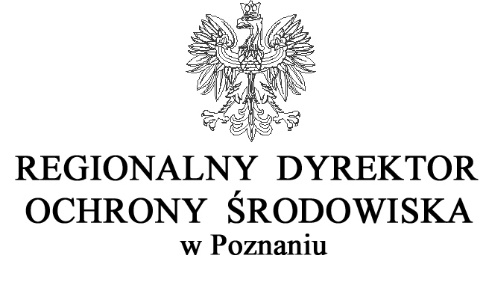 REGIONALNY DYREKTOR
OCHRONY ŚRODOWISKA
w Poznaniu